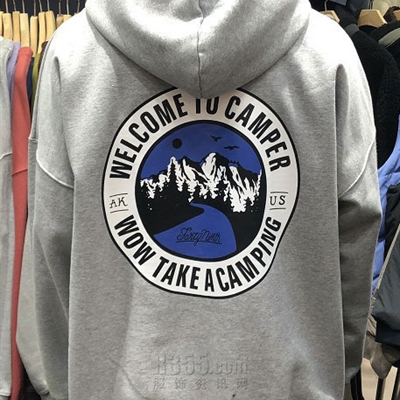 WELCOME TO CAMPER
AK
US
WOW TAKE A CAMPING